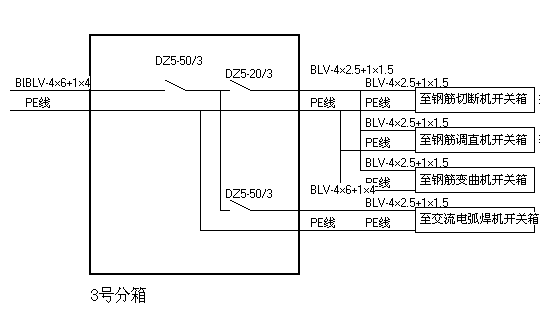 DZ5-50/3
DZ5-20/3
BLV-4×2.5+1×1.5
BlBLV-4×6+1×4
BLV-4×2.5+1×1.5
PE线
PE线
PE线
至钢筋切断机开关箱
BLV-4×2.5+1×1.5
PE线
至钢筋调直机开关箱
BLV-4×2.5+1×1.5
PE线
至钢筋变曲机开关箱
DZ5-50/3
BLV-4×6+1×4
BLV-4×2.5+1×1.5
PE线
PE线
至交流电弧焊机开关箱
3号分箱